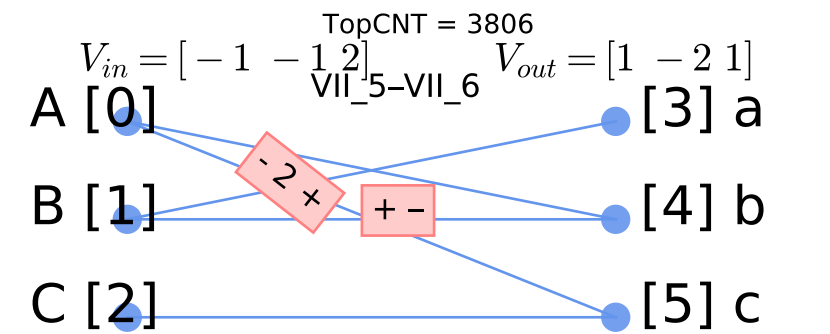 TopCNT = 3806
V_in = [ − 1 − 1 2] V_out = [1 − 2 1]
VII_5–VII_6
A [0] [3] a
- 2 +
B [1] + – [4] b
C [2] [5] c